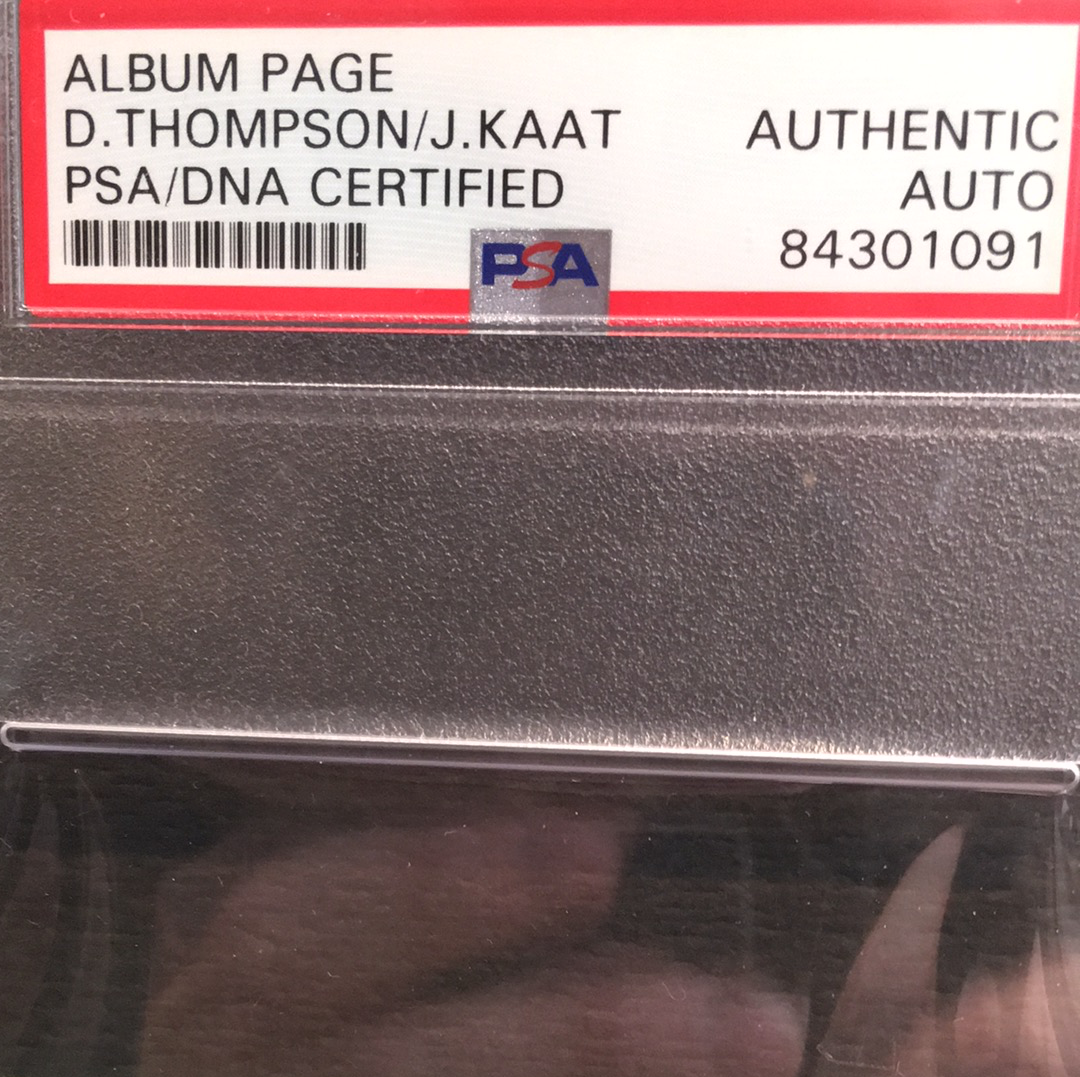 ALBUM PAGE
D.THOMPSON/J.KAAT
PSA/DNA CERTIFIED
AUTHENTIC
AUTO
84301091
PSA